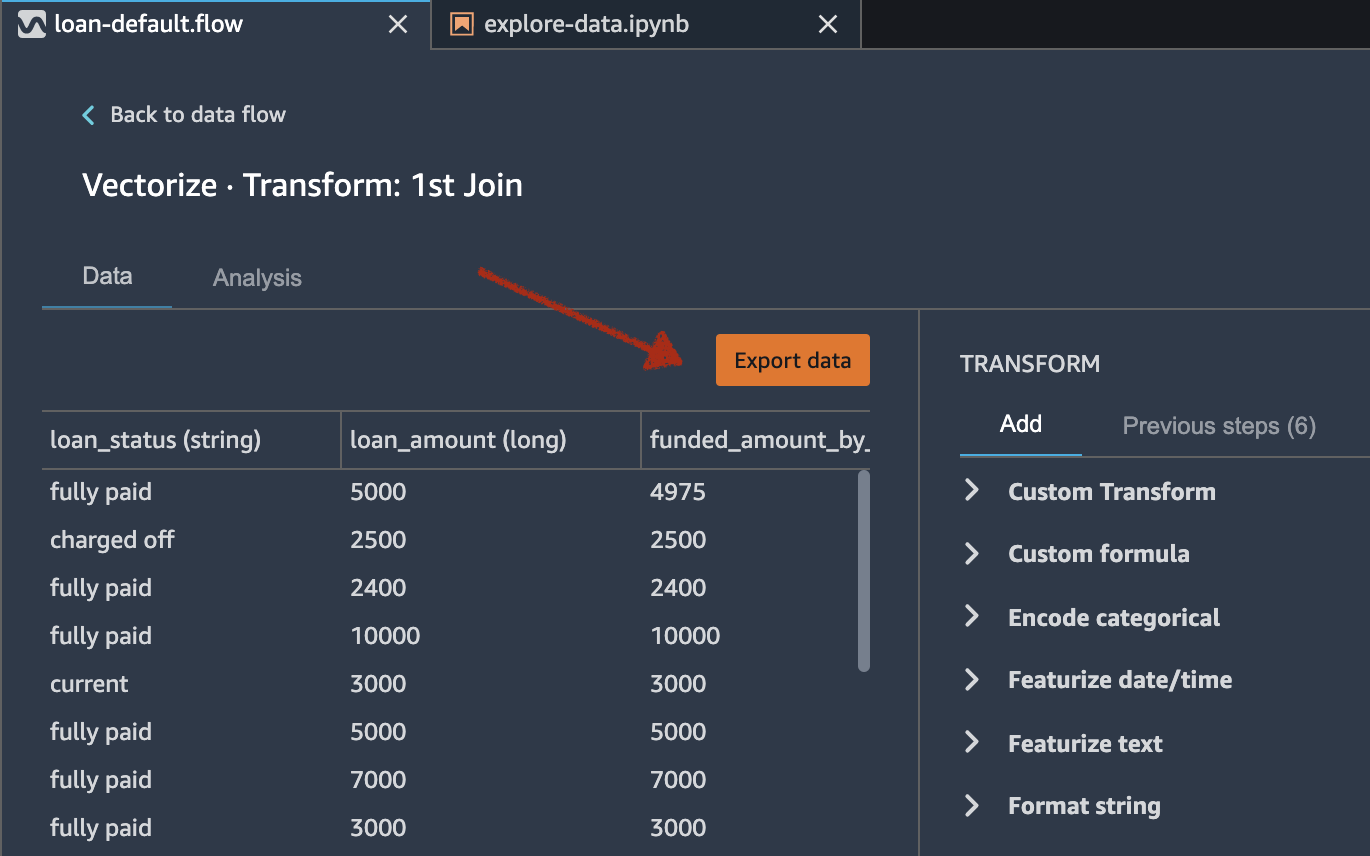 loan-default.flow explore-data.ipynb
Back to data flow
Vectorize · Transform: 1st Join
Data Analysis
Export data
loan_status (string) loan_amount (long) funded_amount_by_
fully paid 5000 4975
charged off 2500 2500
fully paid 2400 2400
fully paid 10000 10000
current 3000 3000
fully paid 5000 5000
fully paid 7000 7000
fully paid 3000 3000
TRANSFORM
Add Previous steps (6)
Custom Transform
Custom formula
Encode categorical
Featurize date/time
Featurize text
Format string